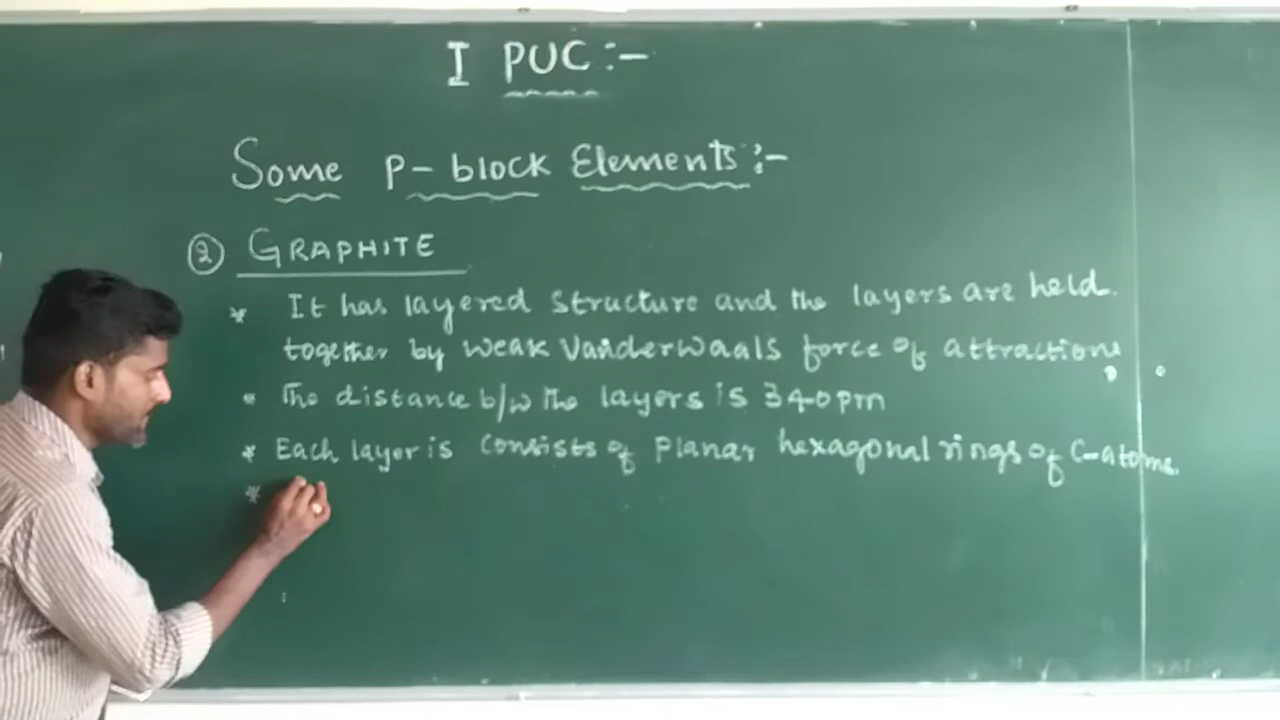 I PUC:-
Some P-block Elements:-
② GRAPHITE
* It has layered structure and the layers are held.
together by weak Vanderwaals force of attractions
* The distance b/w the layers is 340pm
* Each layer is consists of planar hexagonal rings of C-atoms.
*